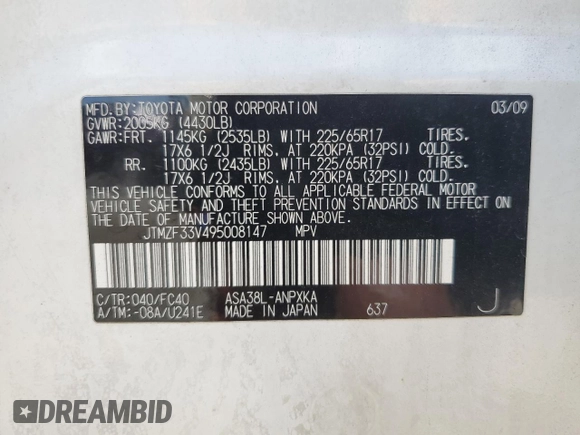 MFD.BY:TOYOTA MOTOR CORPORATION 03/09
GVWR:2005KG (4430LB)
GAWR:FRT. 1145KG (2535LB) WITH 225/65R17 TIRES.
17X6 1/2J RIMS. AT 220KPA (32PSI) COLD.
RR. 1100KG (2435LB) WITH 225/65R17 TIRES.
17X6 1/2J RIMS. AT 220KPA (32PSI) COLD.
THIS VEHICLE CONFORMS TO ALL APPLICABLE FEDERAL MOTOR
VEHICLE SAFETY AND THEFT PREVENTION STANDARDS IN EFFECT ON
THE DATE OF MANUFACTURE SHOWN ABOVE.
JTMZF33V495008147 MPV
C/TR:040/FC40 ASA38L-ANPXKA
A/TM:-08A/U241E MADE IN JAPAN 637 J
DREAMBID